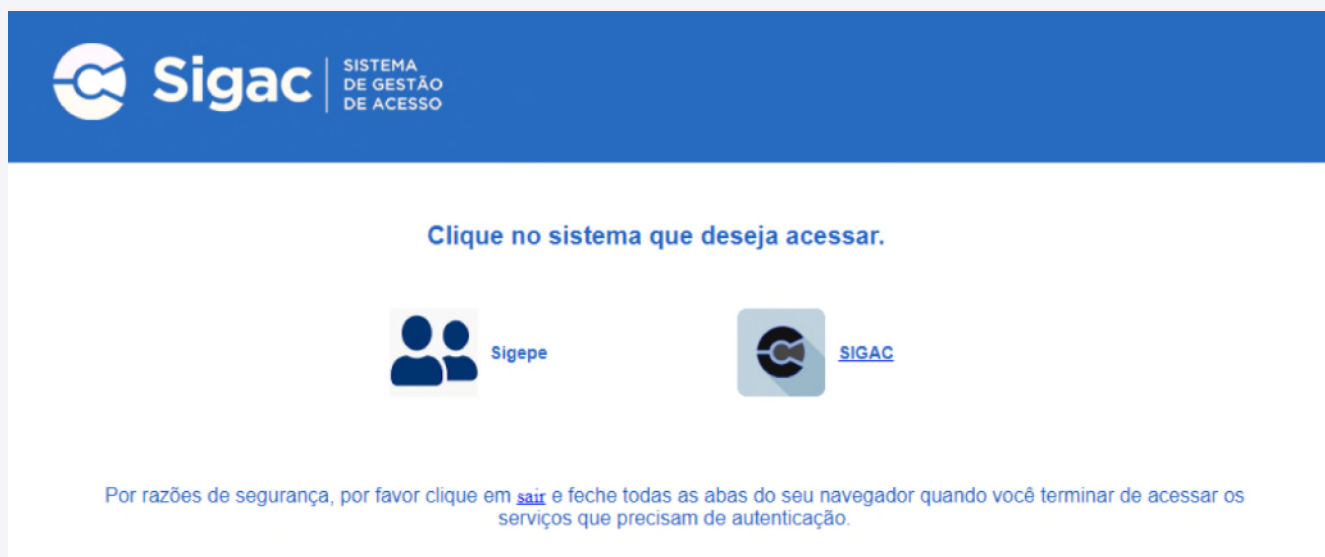 Sigac
SISTEMA
DE GESTÃO
DE ACESSO
Clique no sistema que deseja acessar.
Sigepe
SIGAC
Por razões de segurança, por favor clique em sair e feche todas as abas do seu navegador quando você terminar de acessar os
serviços que precisam de autenticação.